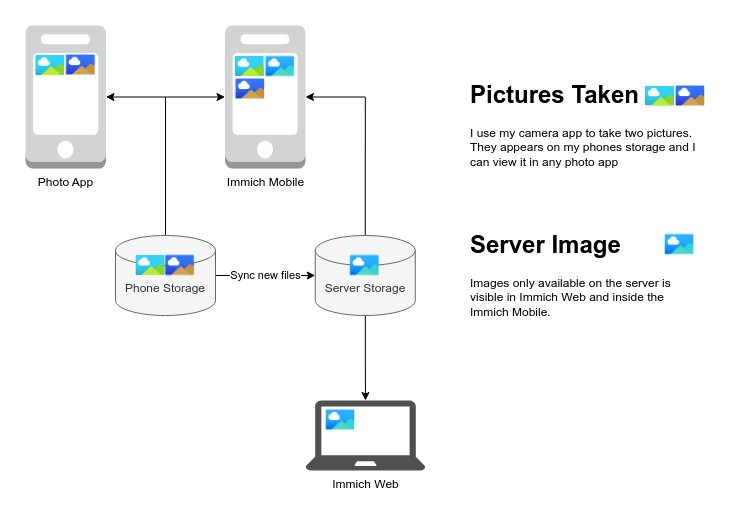 Pictures Taken
I use my camera app to take two pictures.
They appears on my phones storage and I
can view it in any photo app
Photo App
Immich Mobile
Server Image
Images only available on the server is
visible in Immich Web and inside the
Immich Mobile.
Phone Storage
Sync new files
Server Storage
Immich Web